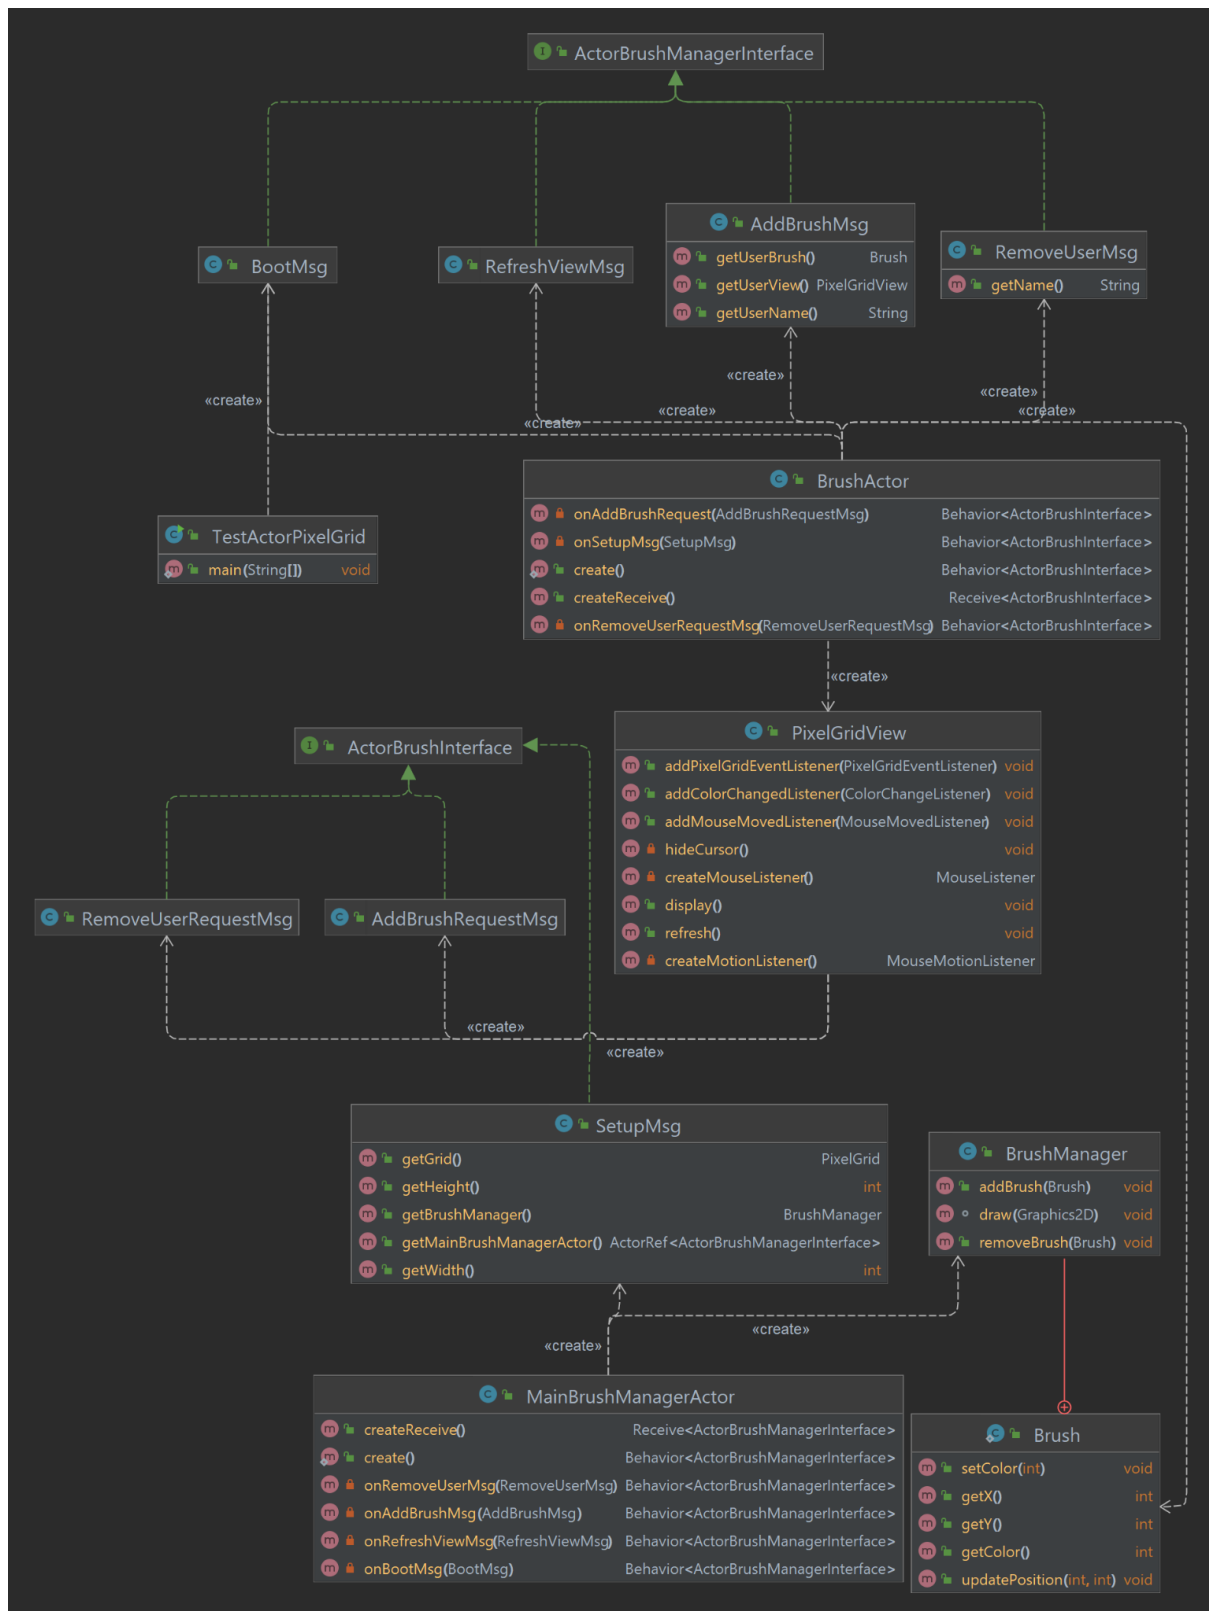 ActorBrushManagerInterface
AddBrushMsg
getUserBrush() Brush
getUserView() PixelGridView
getUserName() String
RemoveUserMsg
getName() String
BootMsg
RefreshViewMsg
«create»
«create»
«create»
«create»
«create»
«create»
BrushActor
onAddBrushRequest(AddBrushRequestMsg) Behavior<ActorBrushInterface>
onSetupMsg(SetupMsg) Behavior<ActorBrushInterface>
create() Behavior<ActorBrushInterface>
createReceive() Receive<ActorBrushInterface>
onRemoveUserRequestMsg(RemoveUserRequestMsg) Behavior<ActorBrushInterface>
TestActorPixelGrid
main(String[]) void
«create»
PixelGridView
addPixelGridEventListener(PixelGridEventListener) void
addColorChangedListener(ColorChangeListener) void
addMouseMovedListener(MouseMovedListener) void
hideCursor() void
createMouseListener() MouseListener
display() void
refresh() void
createMotionListener() MouseMotionListener
ActorBrushInterface
RemoveUserRequestMsg
AddBrushRequestMsg
«create»
«create»
SetupMsg
getGrid() PixelGrid
getHeight() int
getBrushManager() BrushManager
getMainBrushManagerActor() ActorRef<ActorBrushManagerInterface>
getWidth() int
BrushManager
addBrush(Brush) void
draw(Graphics2D) void
removeBrush(Brush) void
«create»
«create»
MainBrushManagerActor
createReceive() Receive<ActorBrushManagerInterface>
create() Behavior<ActorBrushManagerInterface>
onRemoveUserMsg(RemoveUserMsg) Behavior<ActorBrushManagerInterface>
onAddBrushMsg(AddBrushMsg) Behavior<ActorBrushManagerInterface>
onRefreshViewMsg(RefreshViewMsg) Behavior<ActorBrushManagerInterface>
onBootMsg(BootMsg) Behavior<ActorBrushManagerInterface>
Brush
setColor(int) void
getX() int
getY() int
getColor() int
updatePosition(int, int) void